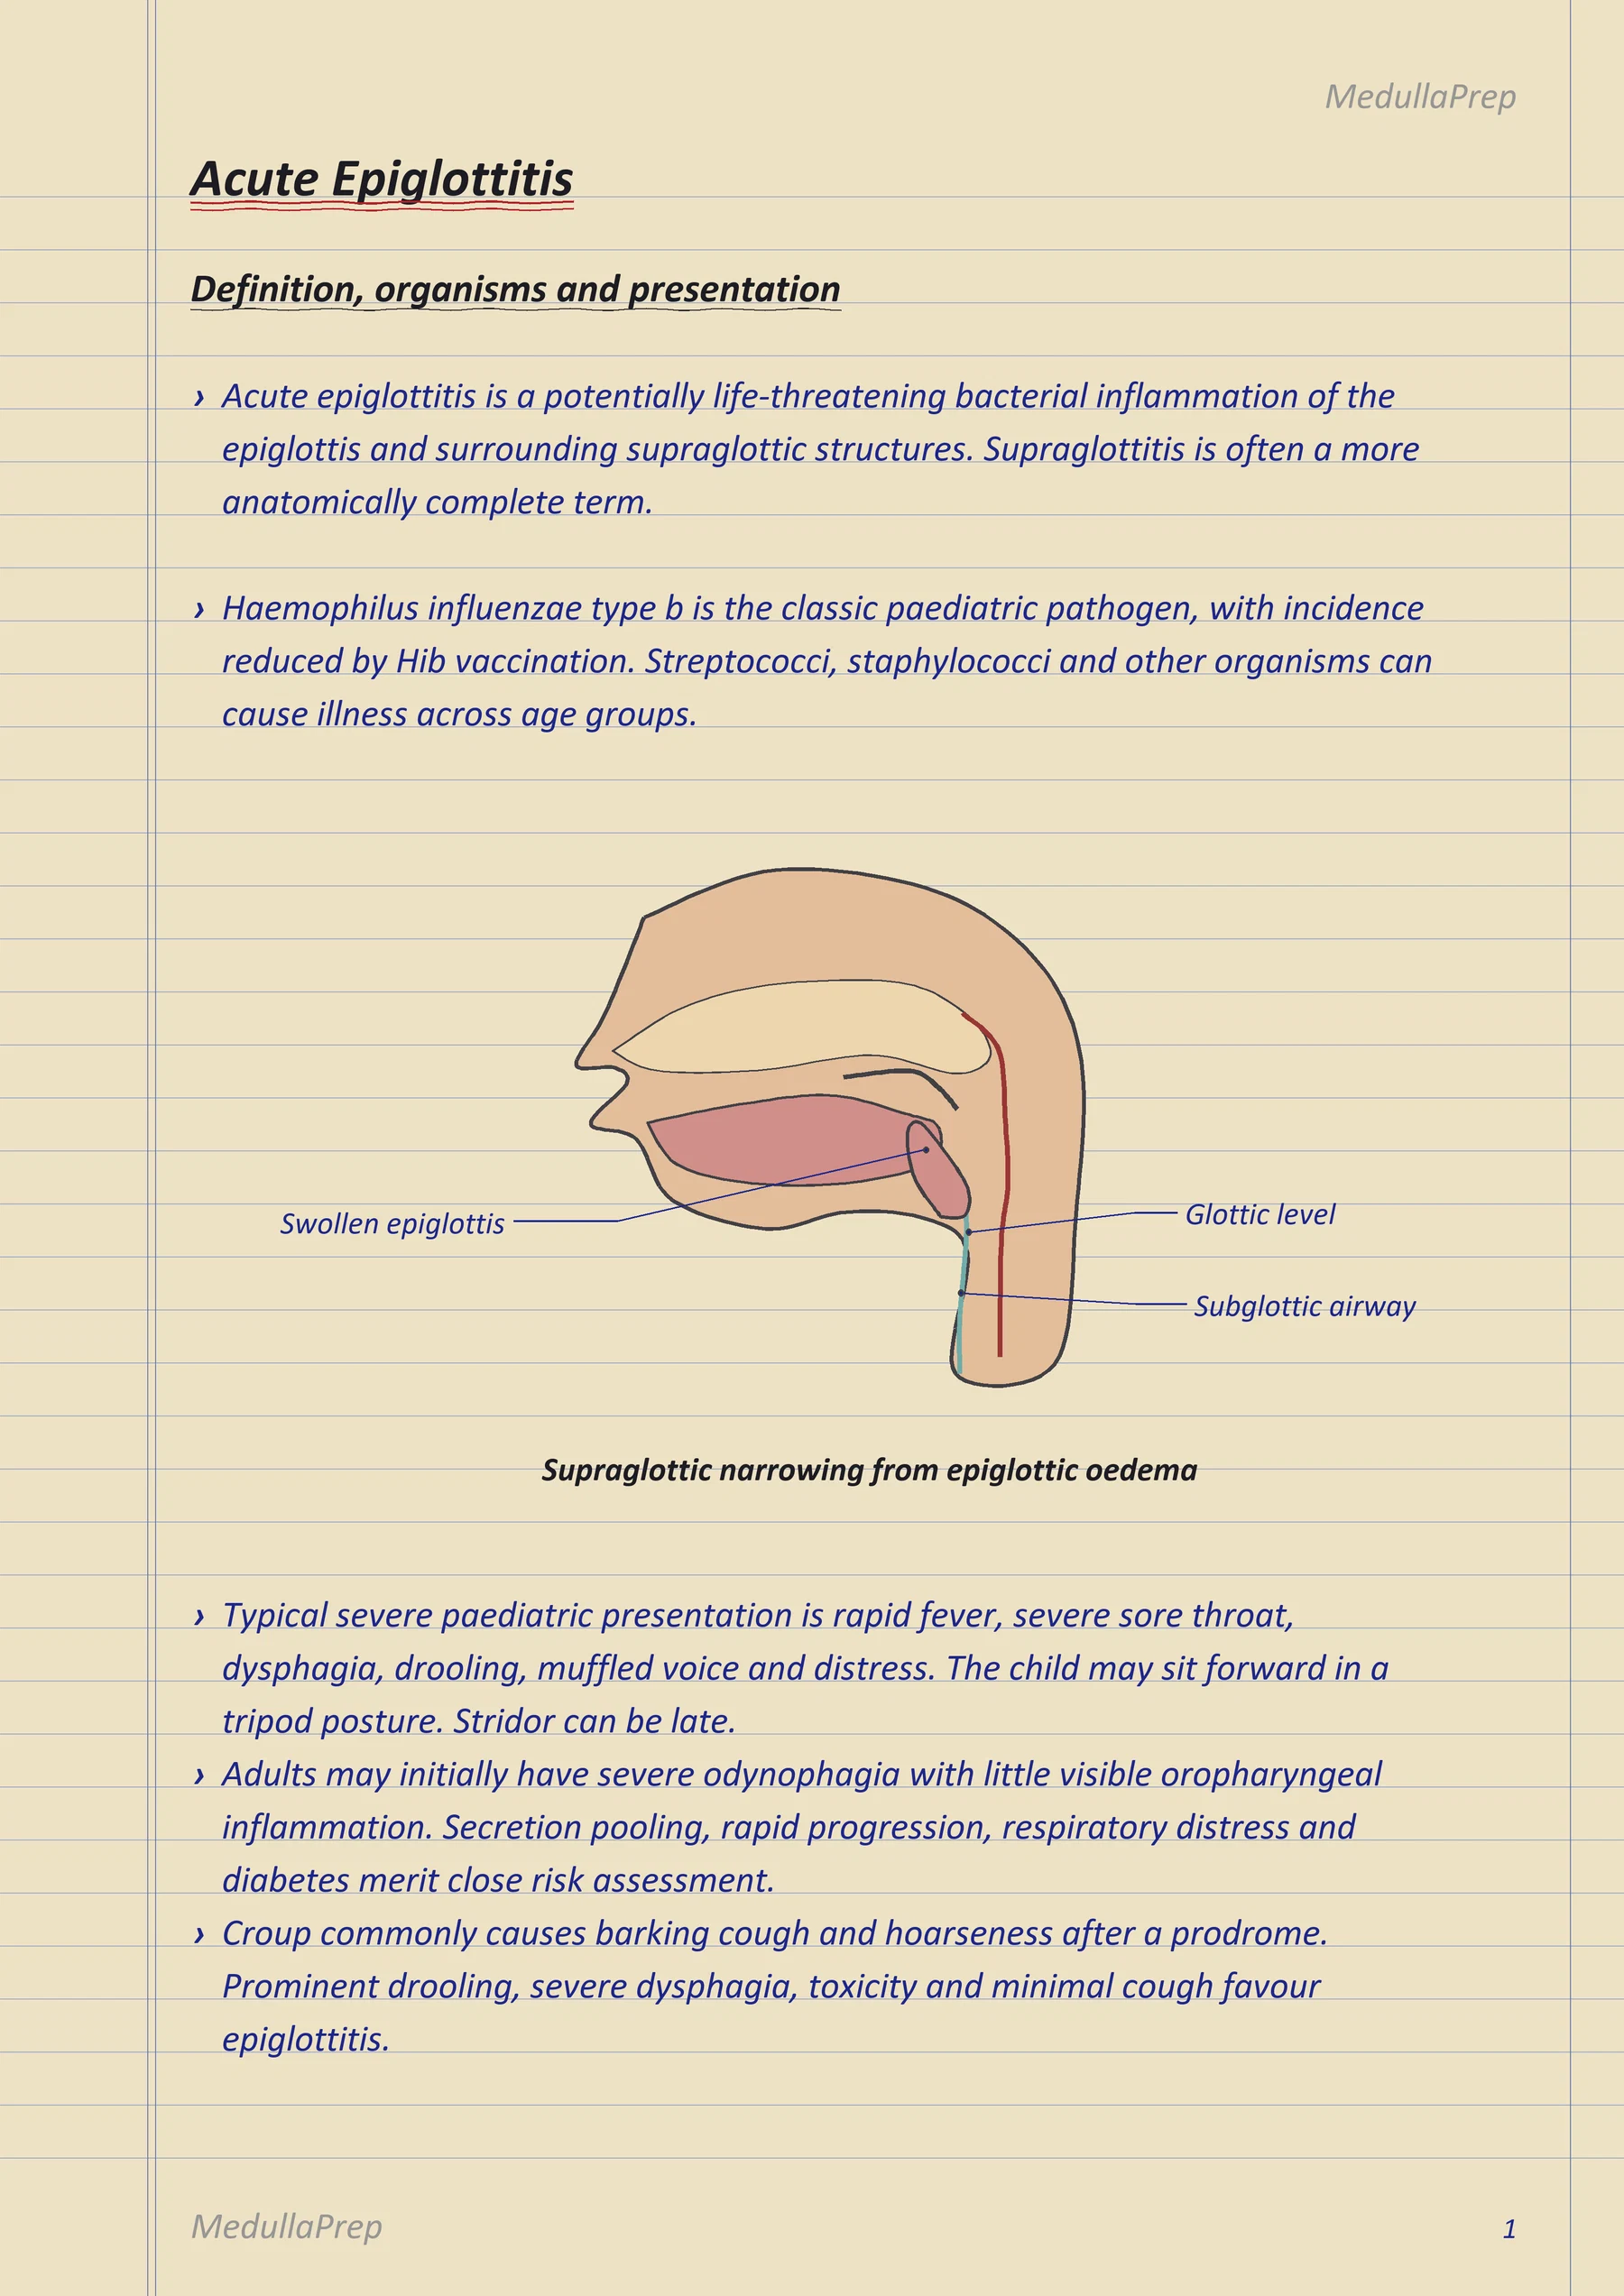 MedullaPrep
Acute Epiglottitis
Definition, organisms and presentation
› Acute epiglottitis is a potentially life-threatening bacterial inflammation of the
epiglottis and surrounding supraglottic structures. Supraglottitis is often a more
anatomically complete term.
› Haemophilus influenzae type b is the classic paediatric pathogen, with incidence
reduced by Hib vaccination. Streptococci, staphylococci and other organisms can
cause illness across age groups.
Swollen epiglottis
Glottic level
Subglottic airway
Supraglottic narrowing from epiglottic oedema
› Typical severe paediatric presentation is rapid fever, severe sore throat,
dysphagia, drooling, muffled voice and distress. The child may sit forward in a
tripod posture. Stridor can be late.
› Adults may initially have severe odynophagia with little visible oropharyngeal
inflammation. Secretion pooling, rapid progression, respiratory distress and
diabetes merit close risk assessment.
› Croup commonly causes barking cough and hoarseness after a prodrome.
Prominent drooling, severe dysphagia, toxicity and minimal cough favour
epiglottitis.
MedullaPrep
1